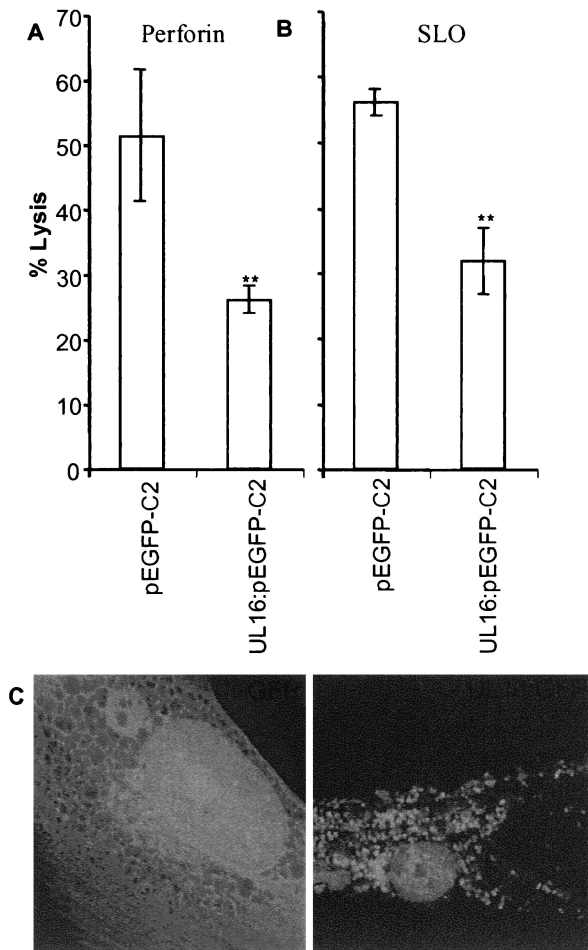 A
Perforin
B
SLO
% Lysis
70
60
50
40
30
20
10
0
**
**
pEGFP-C2
UL16:pEGFP-C2
pEGFP-C2
UL16:pEGFP-C2
C